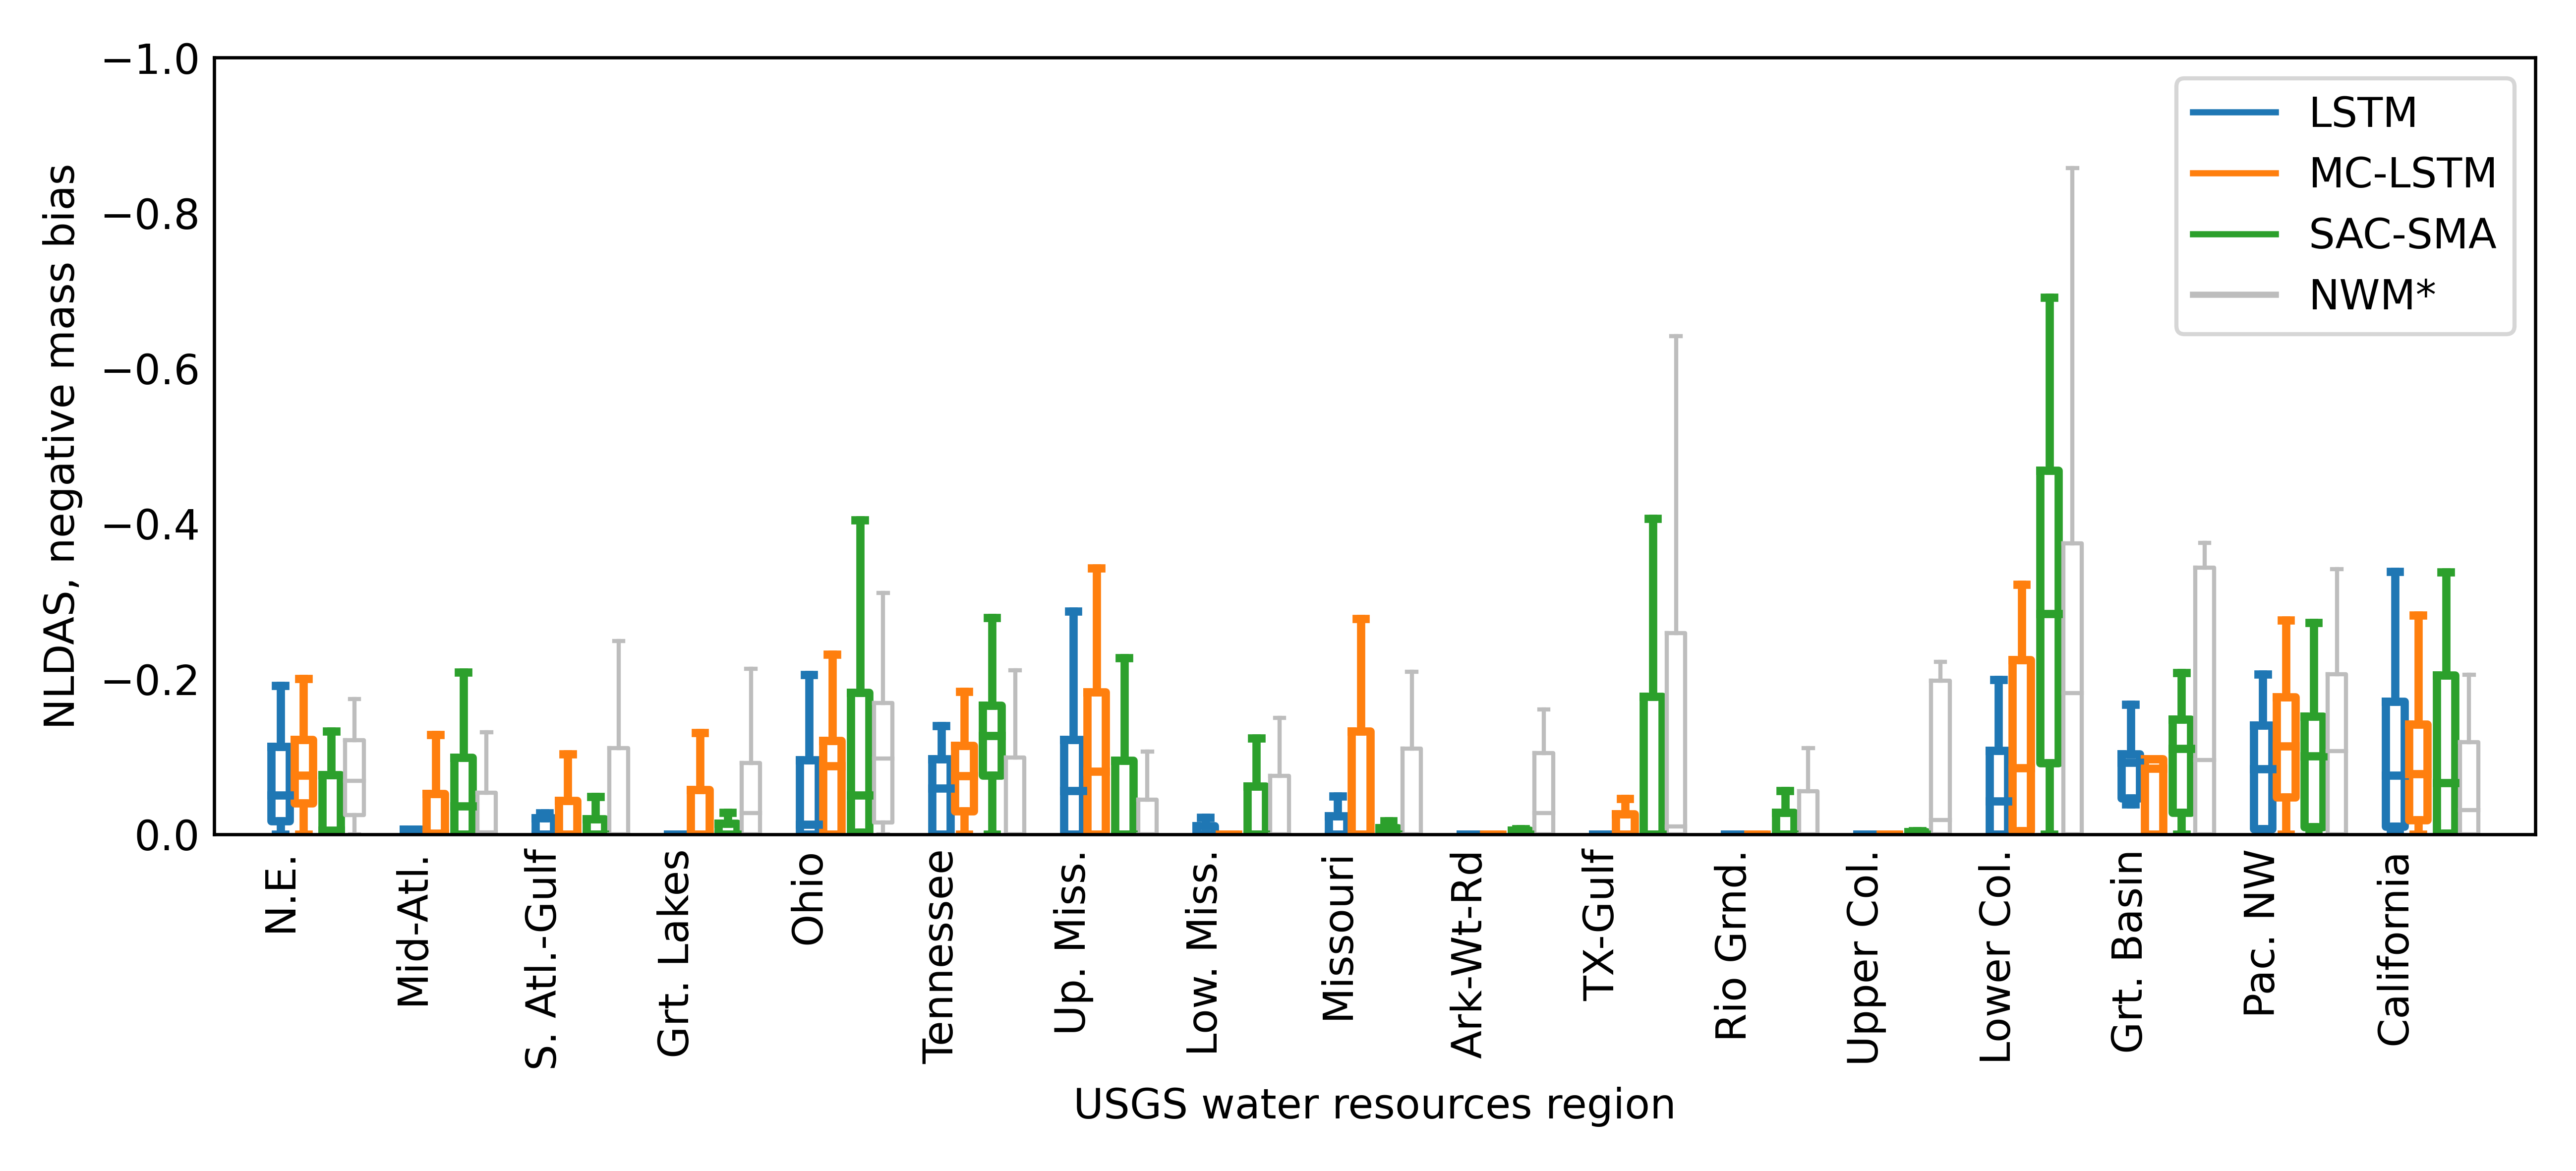 NLDAS, negative mass bias
−1.0
−0.8
−0.6
−0.4
−0.2
0.0
LSTM
MC-LSTM
SAC-SMA
NWM*
N.E.
Mid-Atl.
S. Atl.-Gulf
Grt. Lakes
Ohio
Tennessee
Up. Miss.
Low. Miss.
Missouri
Ark-Wt-Rd
TX-Gulf
Rio Grnd.
Upper Col.
Lower Col.
Grt. Basin
Pac. NW
California
USGS water resources region